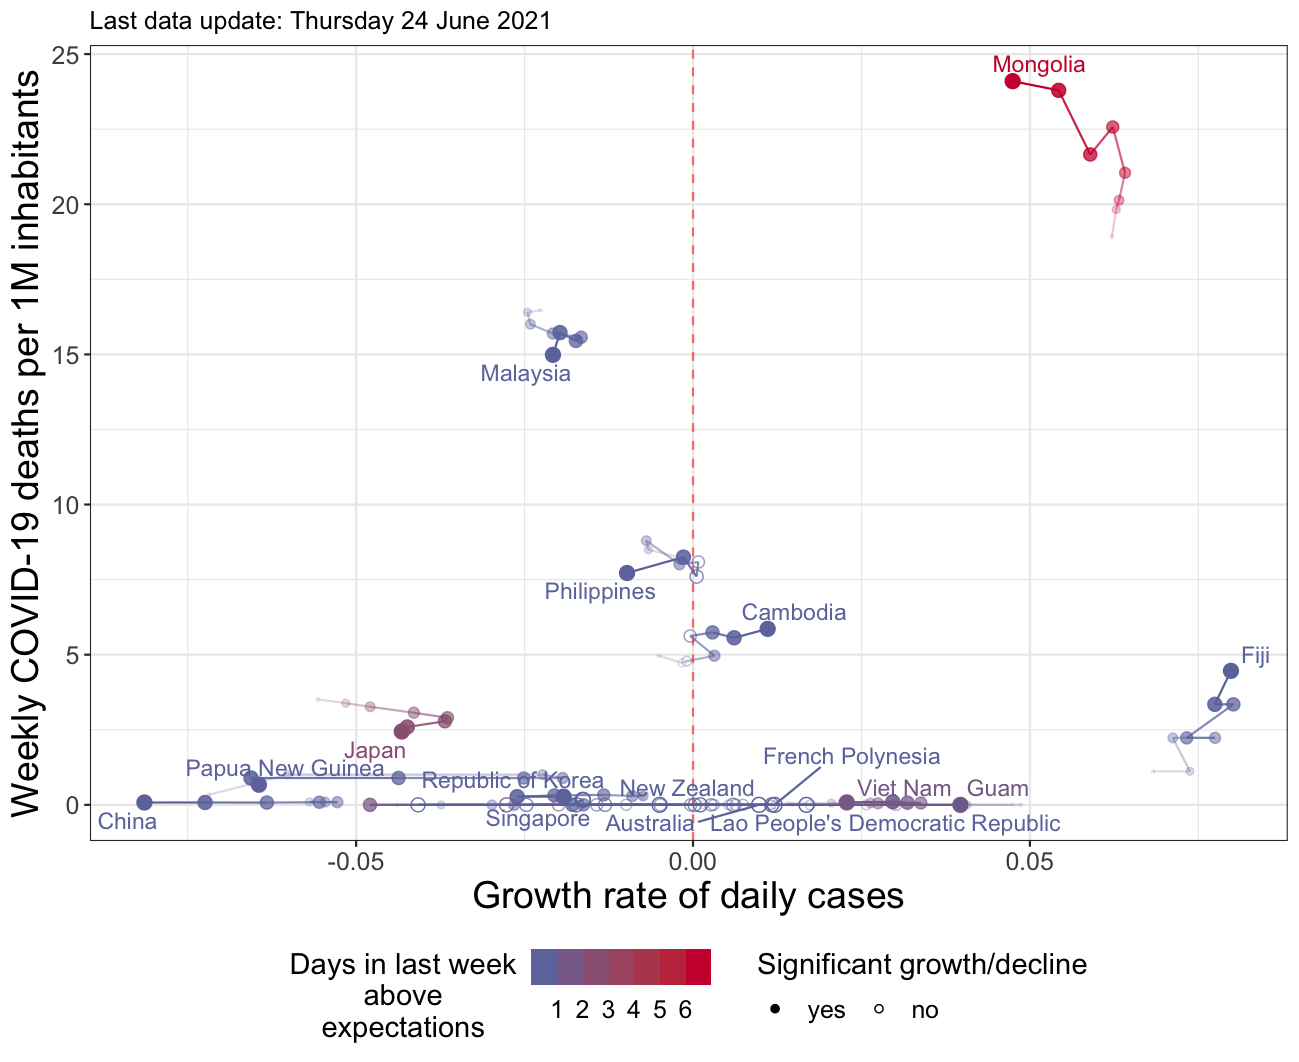 Last data update: Thursday 24 June 2021
Weekly COVID-19 deaths per 1M inhabitants
25
20
15
10
5
0
Mongolia
Malaysia
Philippines
Cambodia
Fiji
Japan
French Polynesia
Papua New Guinea
Republic of Korea
New Zealand
Viet Nam
Guam
China
Singapore
Australia
Lao People's Democratic Republic
-0.05
0.00
0.05
Growth rate of daily cases
Days in last week
above
expectations
1 2 3 4 5 6
Significant growth/decline
yes
no